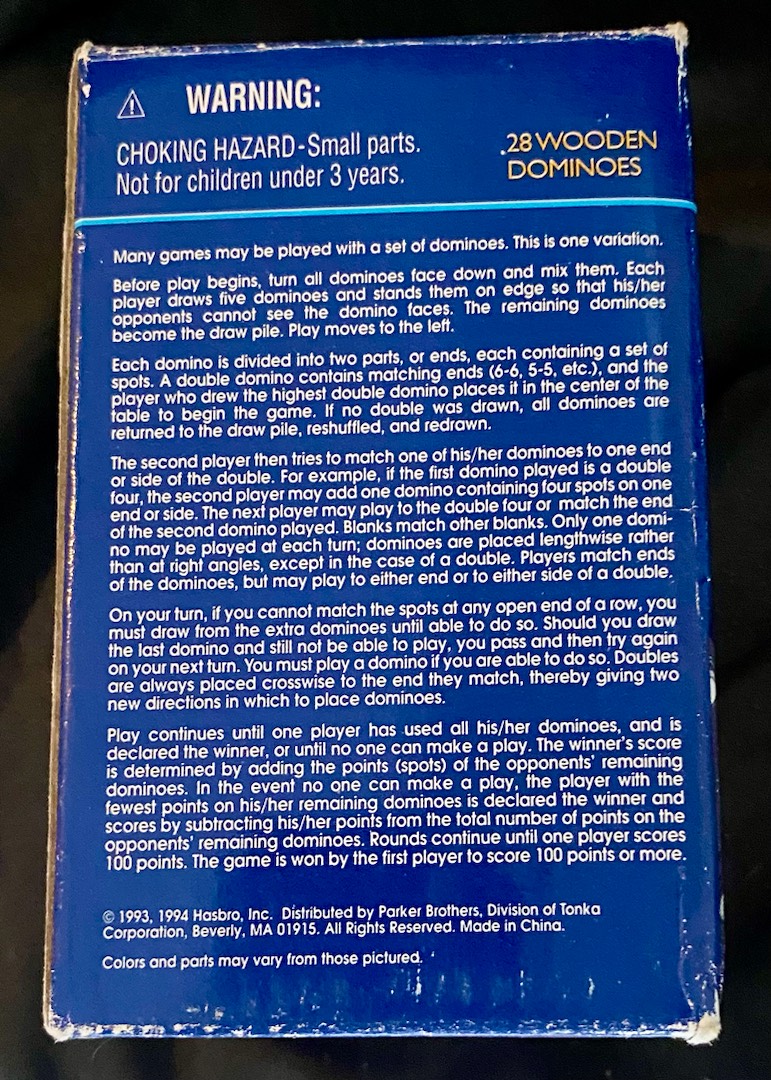 ⚠ WARNING:
CHOKING HAZARD-Small parts.
Not for children under 3 years.
28 WOODEN
DOMINOES
Many games may be played with a set of dominoes. This is one variation.
Before play begins, turn all dominoes face down and mix them. Each
player draws five dominoes and stands them on edge so that his/her
opponents cannot see the domino faces. The remaining dominoes
become the draw pile. Play moves to the left.
Each domino is divided into two parts, or ends, each containing a set of
spots. A double domino contains matching ends (6-6, 5-5, etc.), and the
player who drew the highest double domino places it in the center of the
table to begin the game. If no double was drawn, all dominoes are
returned to the draw pile, reshuffled, and redrawn.
The second player then tries to match one of his/her dominoes to one end
or side of the double. For example, if the first domino played is a double
four, the second player may add one domino containing four spots on one
end or side. The next player may play to the double four or match the end
of the second domino played. Blanks match other blanks. Only one domi-
no may be played at each turn; dominoes are placed lengthwise rather
than at right angles, except in the case of a double. Players match ends
of the dominoes, but may play to either end or to either side of a double.
On your turn, if you cannot match the spots at any open end of a row, you
must draw from the extra dominoes until able to do so. Should you draw
the last domino and still not be able to play, you pass and then try again
on your next turn. You must play a domino if you are able to do so. Doubles
are always placed crosswise to the end they match, thereby giving two
new directions in which to place dominoes.
Play continues until one player has used all his/her dominoes, and is
declared the winner, or until no one can make a play. The winner's score
is determined by adding the points (spots) of the opponents' remaining
dominoes. In the event no one can make a play, the player with the
fewest points on his/her remaining dominoes is declared the winner and
scores by subtracting his/her points from the total number of points on the
opponents' remaining dominoes. Rounds continue until one player scores
100 points. The game is won by the first player to score 100 points or more.
© 1993, 1994 Hasbro, Inc. Distributed by Parker Brothers, Division of Tonka
Corporation, Beverly, MA 01915. All Rights Reserved. Made in China.
Colors and parts may vary from those pictured.